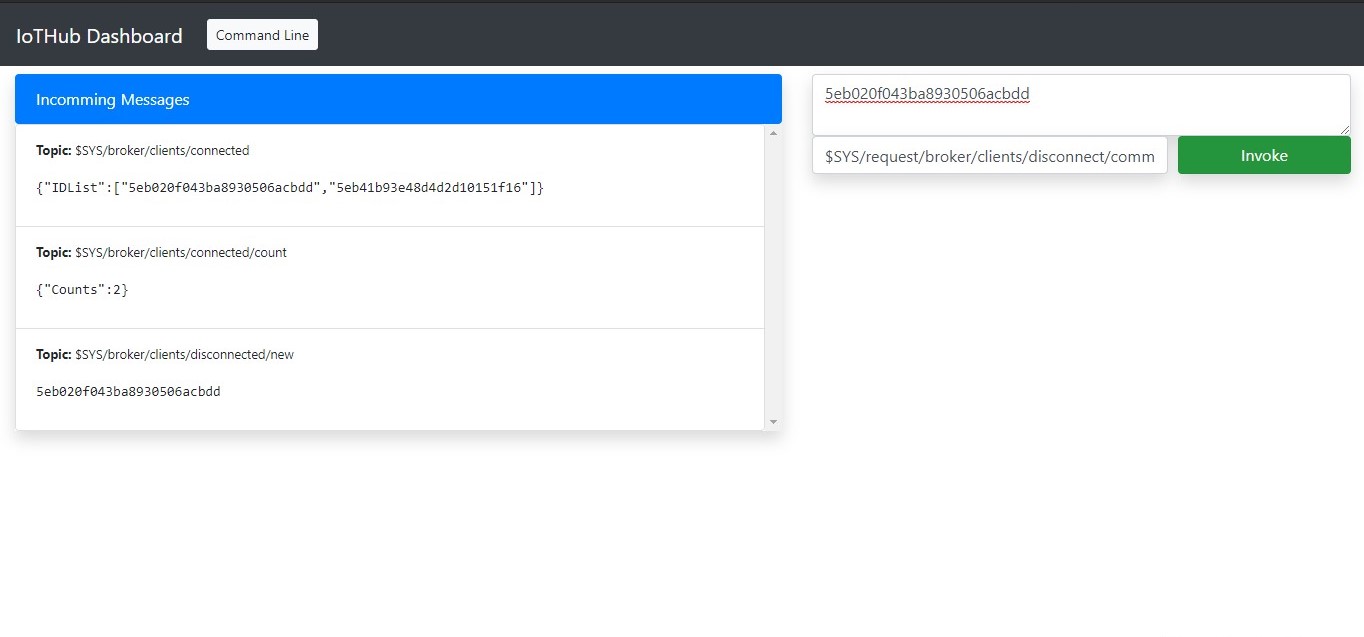 IoTHub Dashboard
Command Line
Incomming Messages
Topic: $SYS/broker/clients/connected
{"IDList":["5eb020f043ba8930506acbdd","5eb41b93e48d4d2d10151f16"]}
Topic: $SYS/broker/clients/connected/count
{"Counts":2}
Topic: $SYS/broker/clients/disconnected/new
5eb020f043ba8930506acbdd
5eb020f043ba8930506acbdd
$SYS/request/broker/clients/disconnect/comm
Invoke